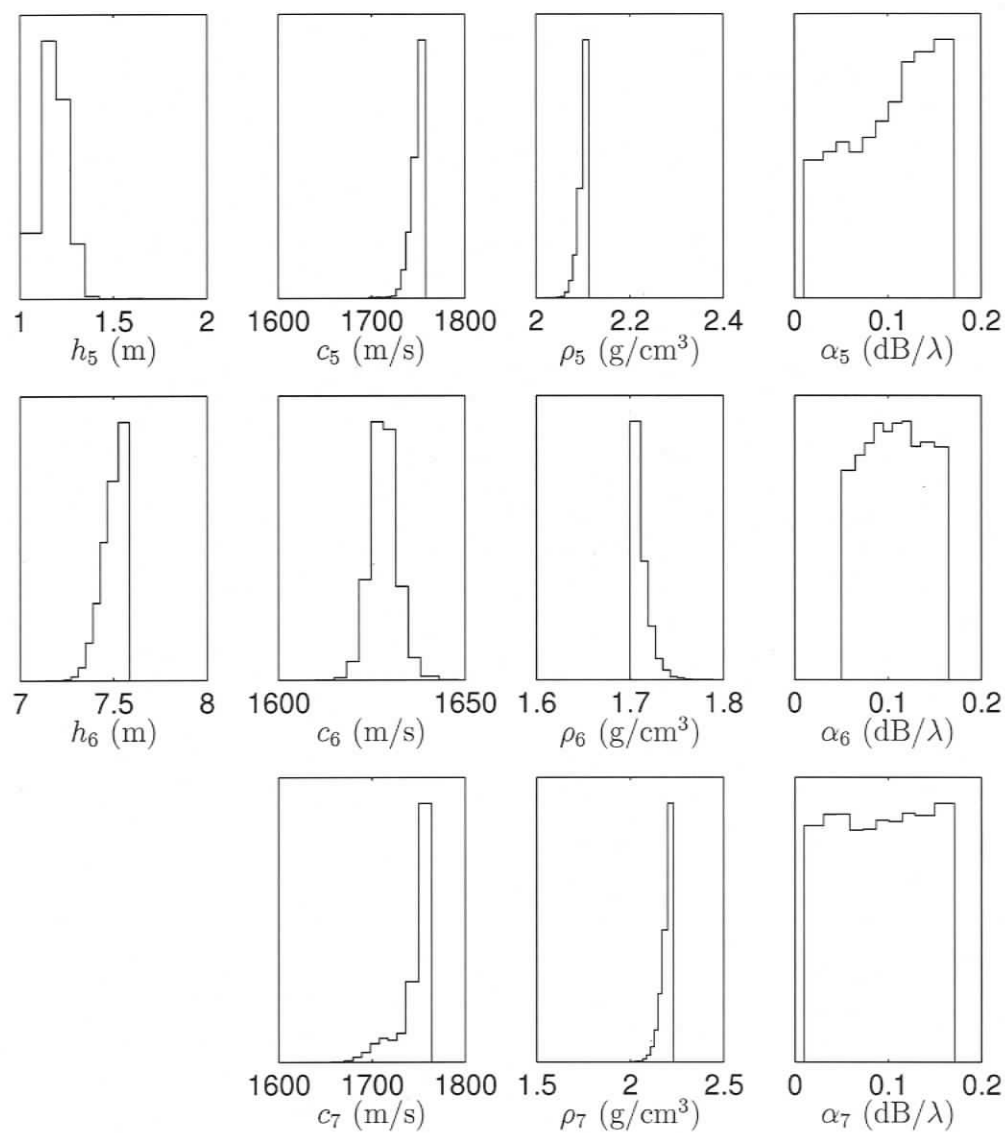 1 1.5 2 1600 1700 1800 2 2.2 2.4 0 0.1 0.2
h₅ (m) c₅ (m/s) ρ₅ (g/cm³) α₅ (dB/λ)
7 7.5 8 1600 1650 1.6 1.7 1.8 0 0.1 0.2
h₆ (m) c₆ (m/s) ρ₆ (g/cm³) α₆ (dB/λ)
1600 1700 1800 1.5 2 2.5 0 0.1 0.2
c₇ (m/s) ρ₇ (g/cm³) α₇ (dB/λ)